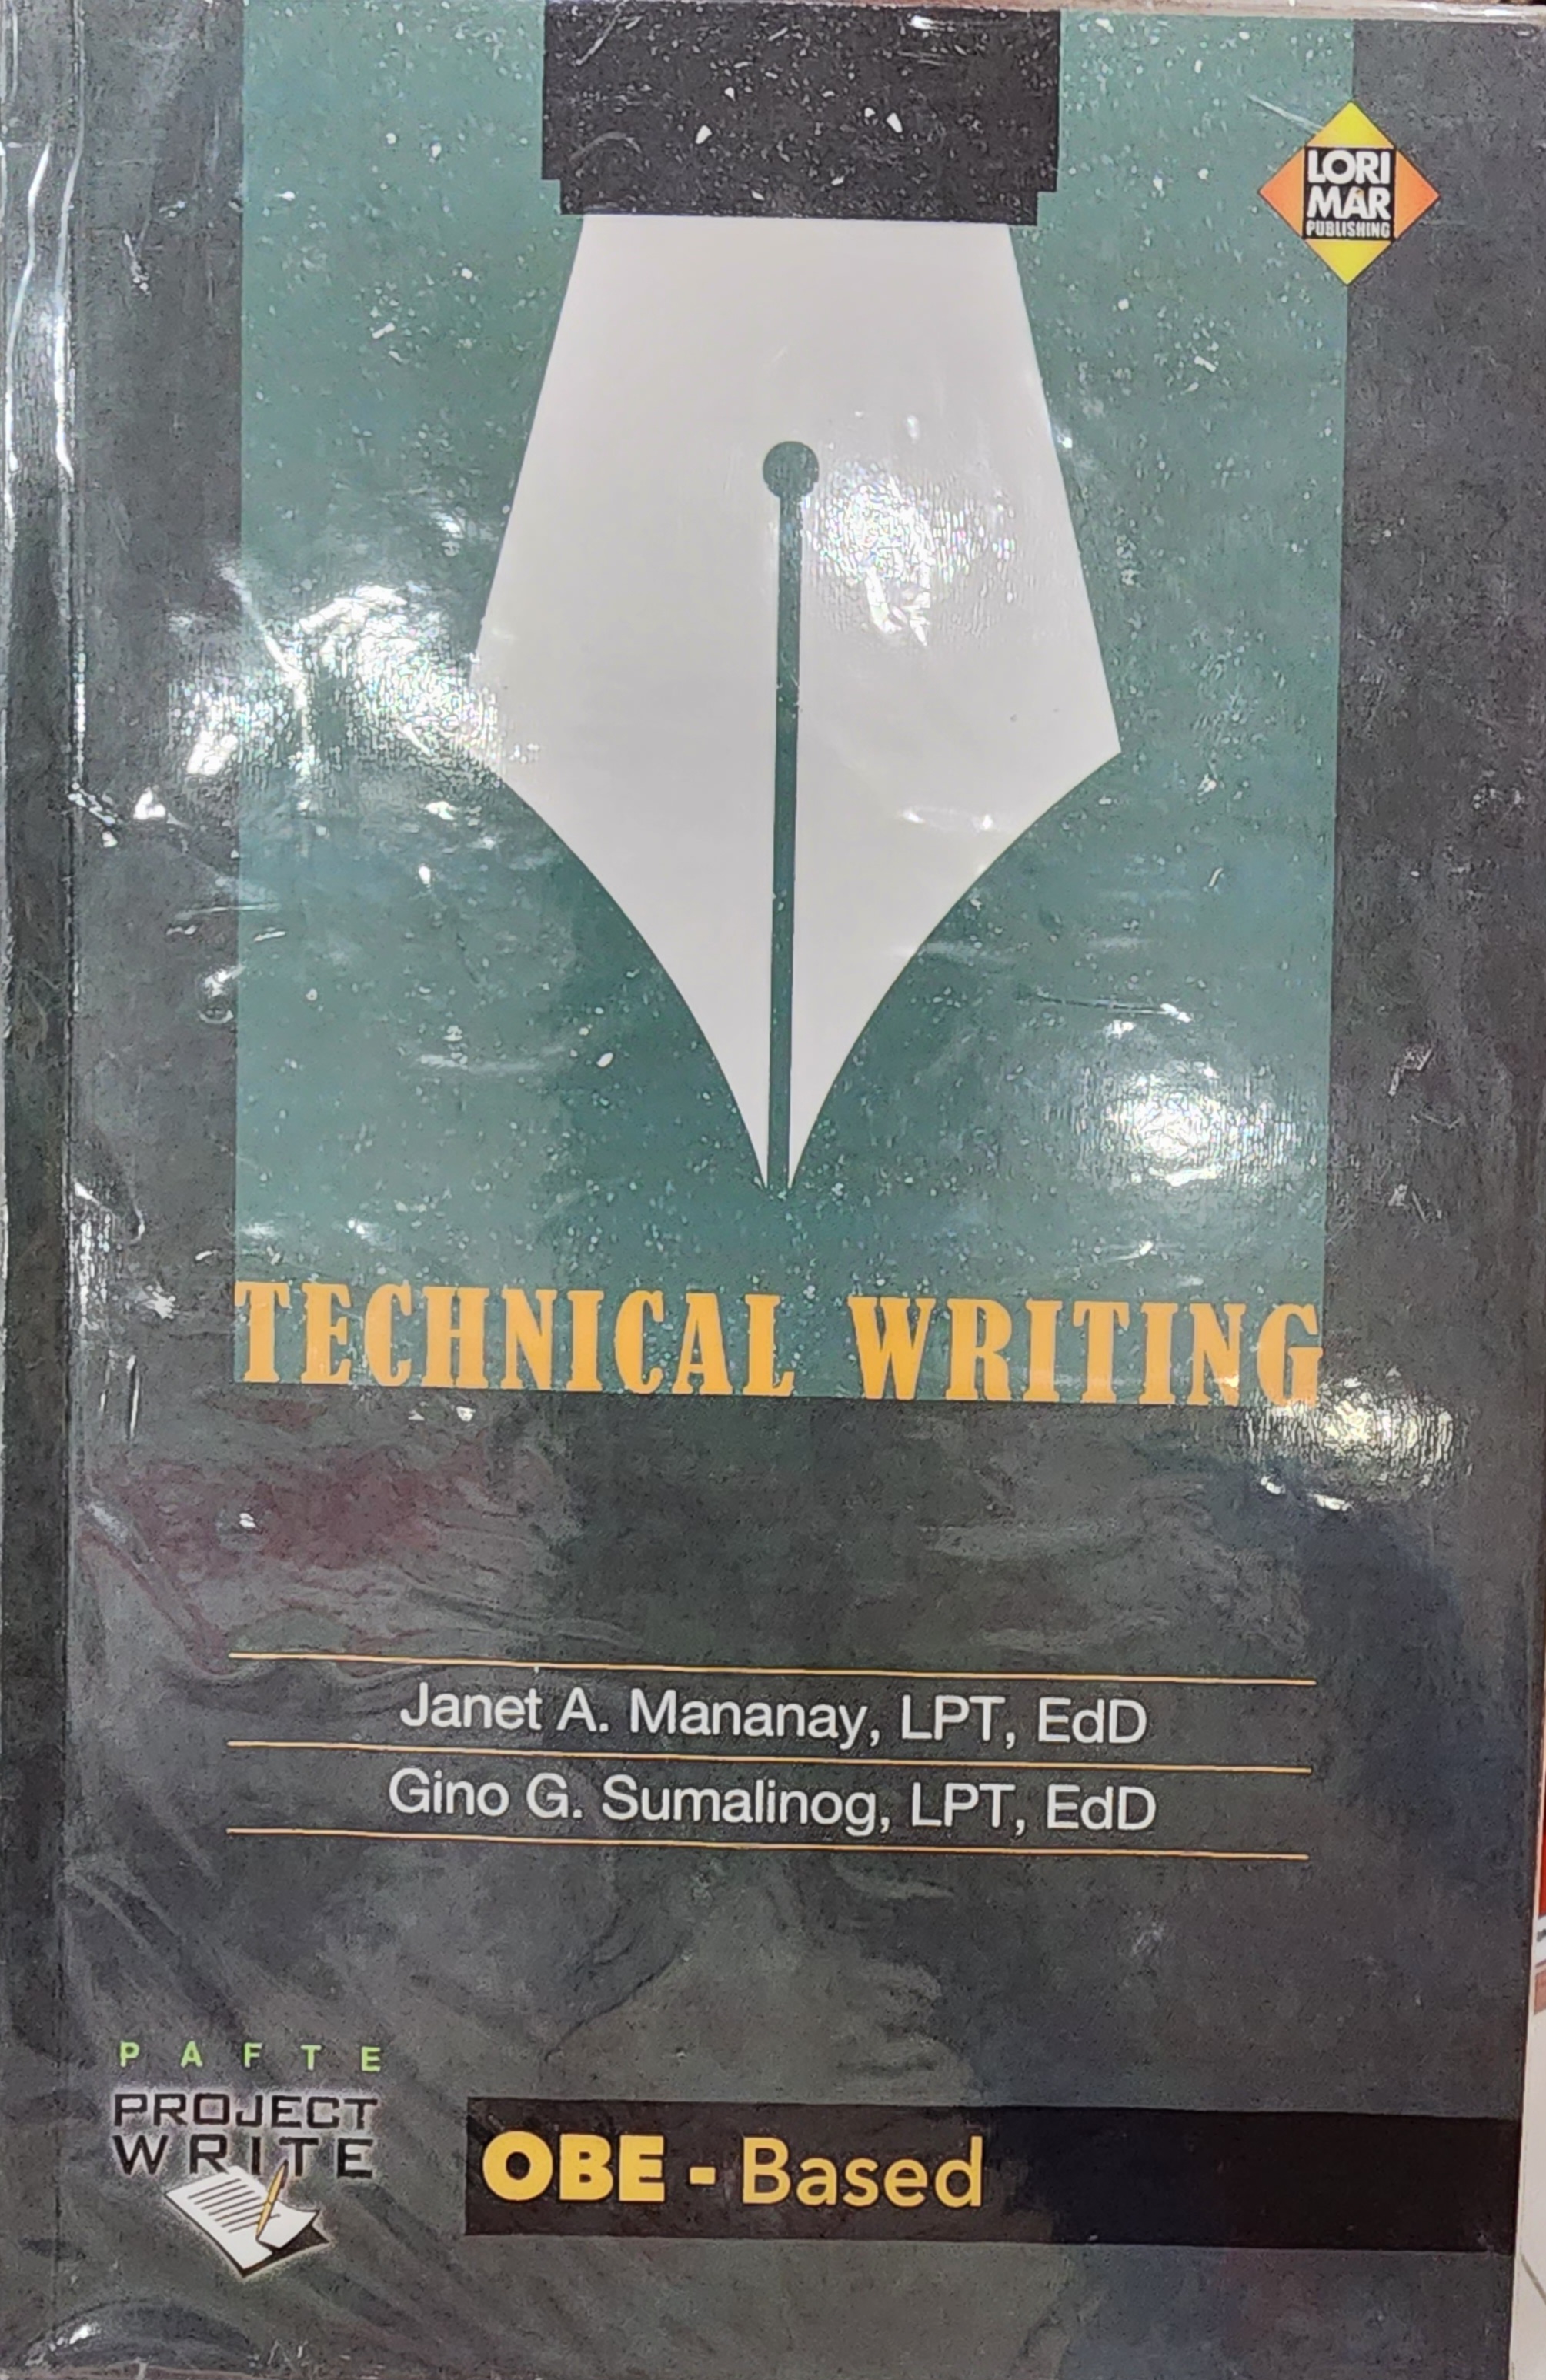 LORI
MAR
PUBLISHING
TECHNICAL WRITING
Janet A. Mananay, LPT, EdD
Gino G. Sumalinog, LPT, EdD
PAFTE
PROJECT
WRITE
OBE - Based